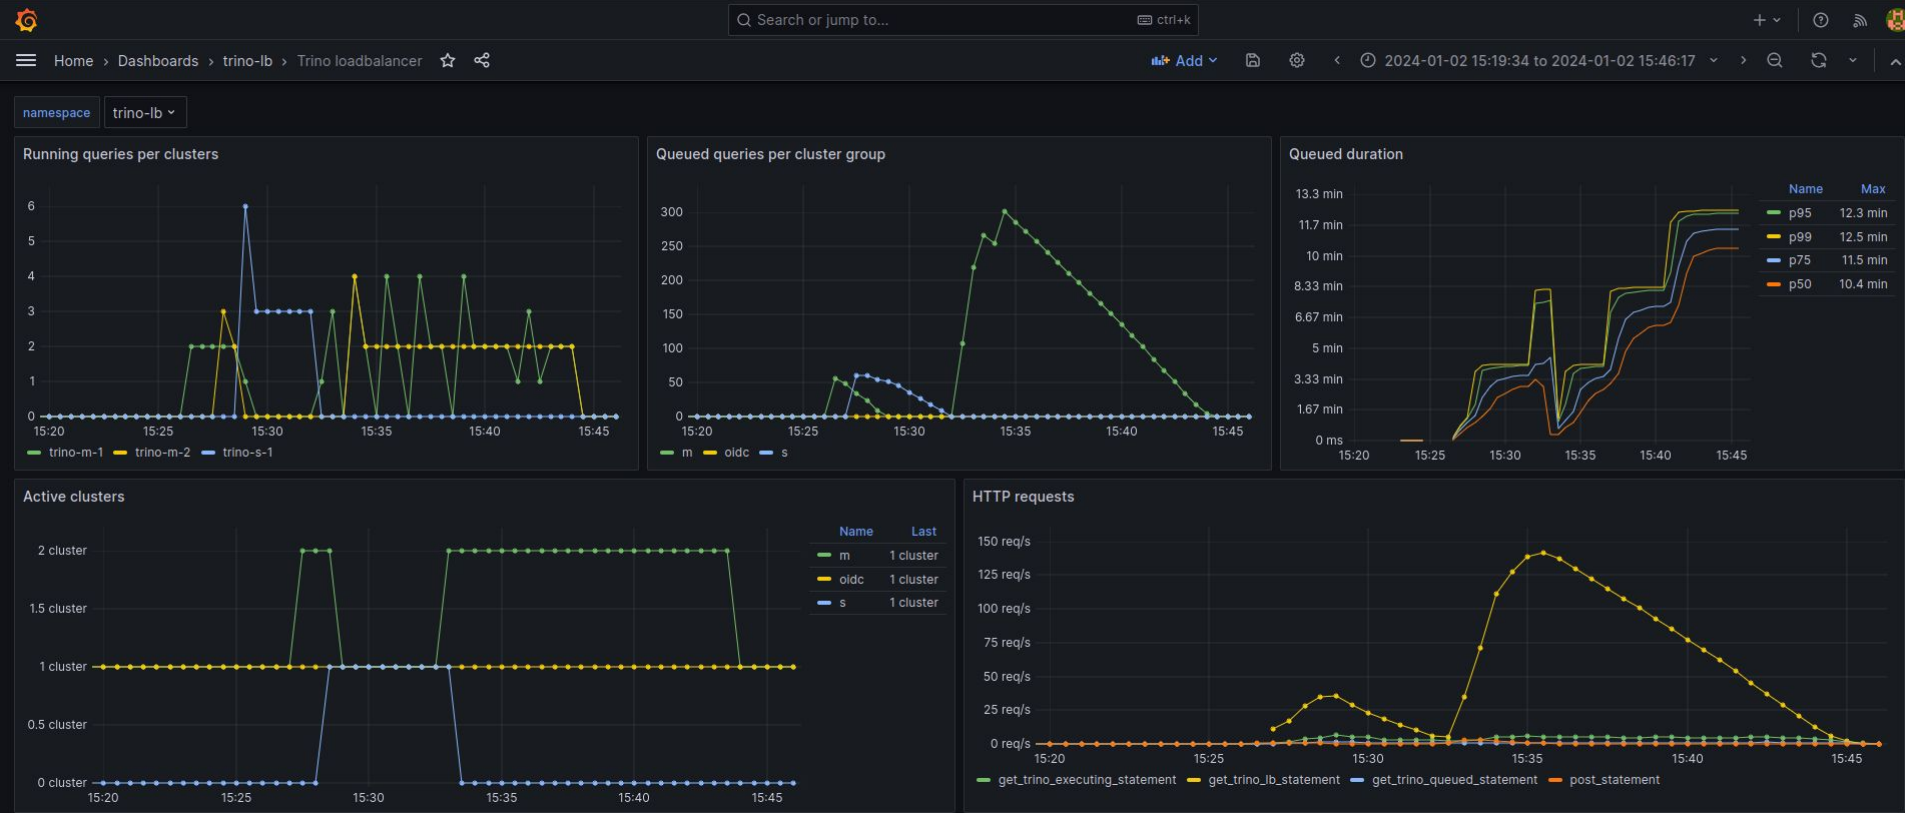 Search or jump to... ctrl+k
Home › Dashboards › trino-lb › Trino loadbalancer Add 2024-01-02 15:19:34 to 2024-01-02 15:46:17
namespace trino-lb
Running queries per clusters
6
5
4
3
2
1
0
15:20 15:25 15:30 15:35 15:40 15:45
trino-m-1 trino-m-2 trino-s-1
Queued queries per cluster group
300
250
200
150
100
50
0
15:20 15:25 15:30 15:35 15:40 15:45
m oidc s
Queued duration
13.3 min
11.7 min
10 min
8.33 min
6.67 min
5 min
3.33 min
1.67 min
0 ms
15:20 15:25 15:30 15:35 15:40 15:45
Name Max
p95 12.3 min
p99 12.5 min
p75 11.5 min
p50 10.4 min
Active clusters
2 cluster
1.5 cluster
1 cluster
0.5 cluster
0 cluster
15:20 15:25 15:30 15:35 15:40 15:45
Name Last
m 1 cluster
oidc 1 cluster
s 1 cluster
HTTP requests
150 req/s
125 req/s
100 req/s
75 req/s
50 req/s
25 req/s
0 req/s
15:20 15:25 15:30 15:35 15:40 15:45
get_trino_executing_statement get_trino_lb_statement get_trino_queued_statement post_statement